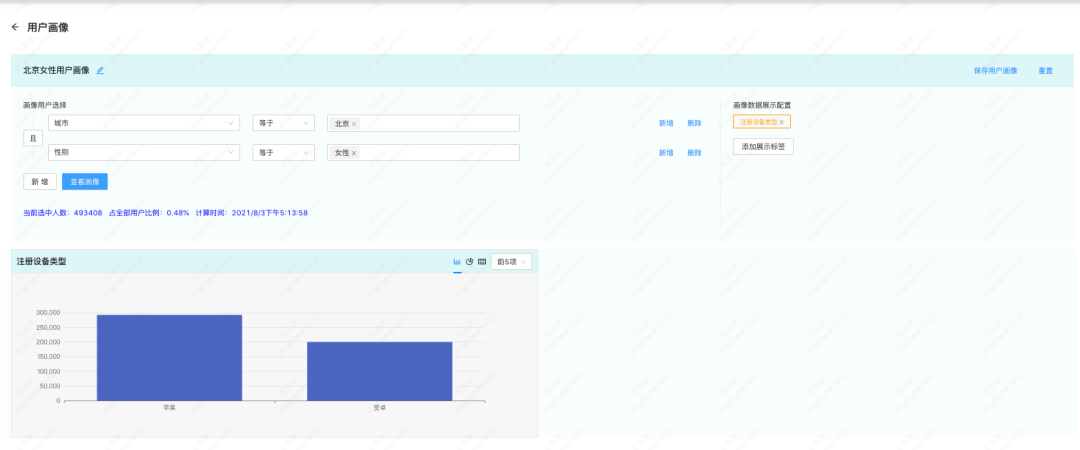 ← 用户画像
北京女性用户画像 保存用户画像 重置
画像用户选择 画像数据展示配置
城市 等于 北京 × 新增 删除 注册设备类型 ×
且
性别 等于 女性 × 新增 删除 添加展示标签
新 增 查看画像
当前选中人数: 493408 占全部用户比例: 0.48% 计算时间: 2021/8/3下午5:13:58
注册设备类型 前5项
300,000
250,000
200,000
150,000
100,000
50,000
0
苹果 安卓